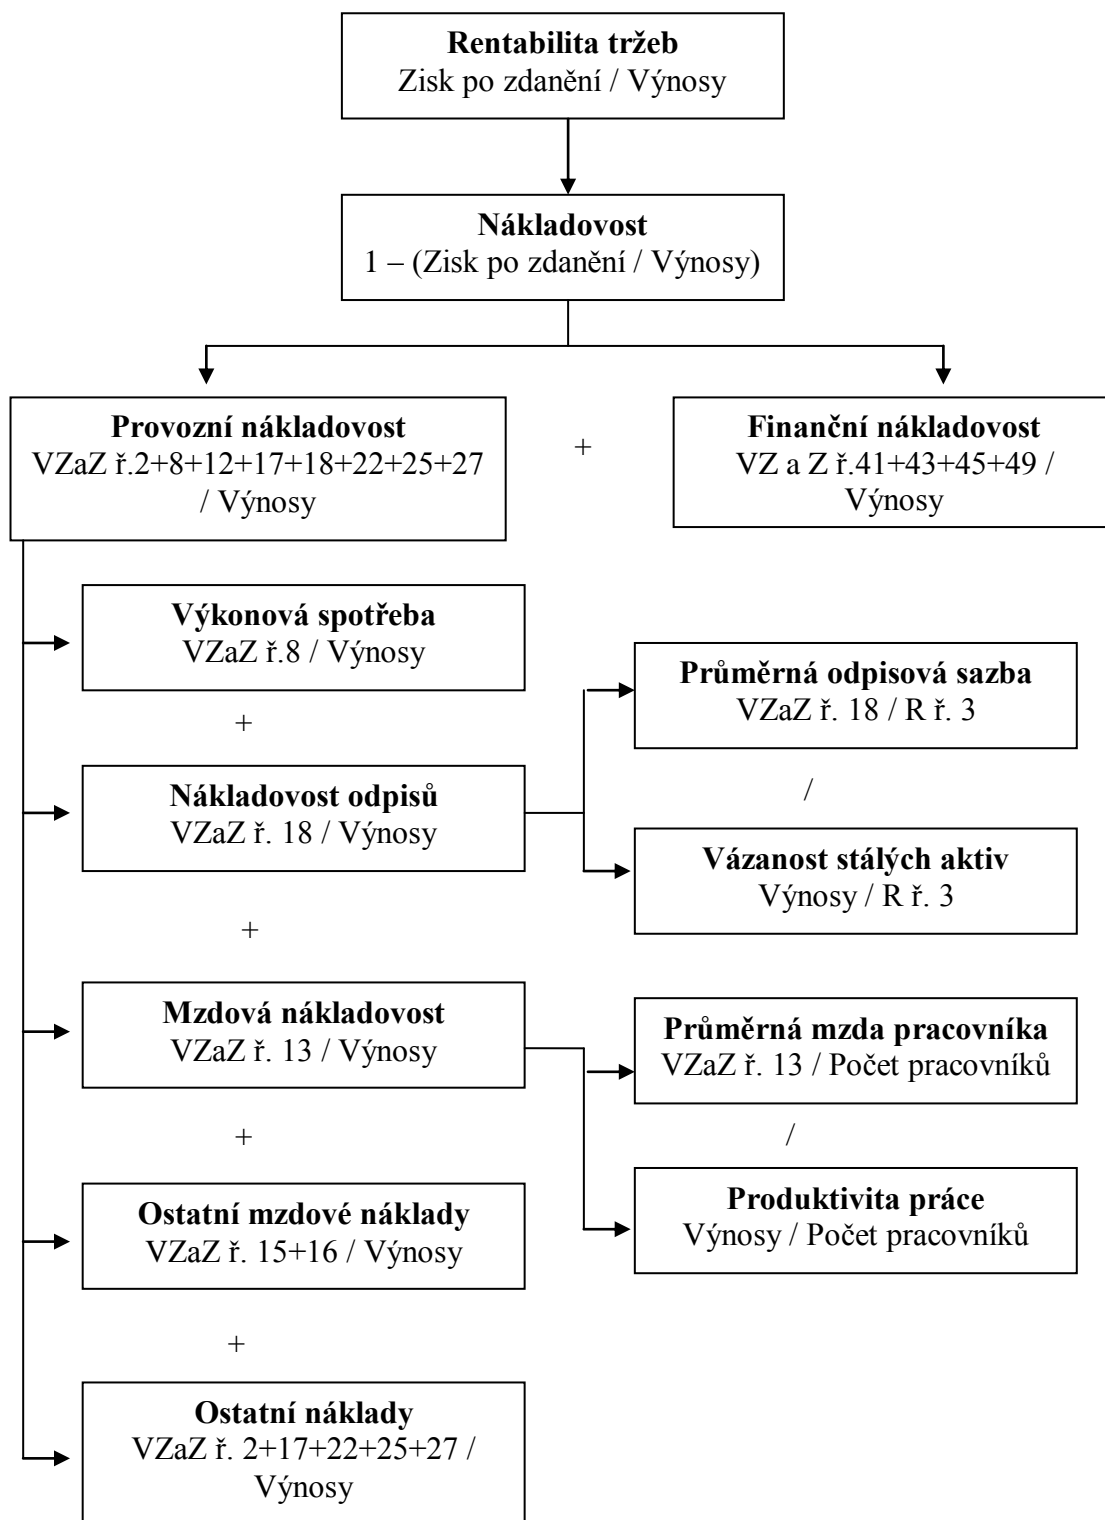 Rentabilita tržeb
Zisk po zdanění / Výnosy
Nákladovost
1 – (Zisk po zdanění / Výnosy)
Provozní nákladovost
VZaZ ř.2+8+12+17+18+22+25+27
/ Výnosy
+
Finanční nákladovost
VZ a Z ř.41+43+45+49 /
Výnosy
Výkonová spotřeba
VZaZ ř.8 / Výnosy
+
Nákladovost odpisů
VZaZ ř. 18 / Výnosy
Průměrná odpisová sazba
VZaZ ř. 18 / R ř. 3
/
Vázanost stálých aktiv
Výnosy / R ř. 3
+
Mzdová nákladovost
VZaZ ř. 13 / Výnosy
Průměrná mzda pracovníka
VZaZ ř. 13 / Počet pracovníků
/
Produktivita práce
Výnosy / Počet pracovníků
+
Ostatní mzdové náklady
VZaZ ř. 15+16 / Výnosy
+
Ostatní náklady
VZaZ ř. 2+17+22+25+27 /
Výnosy